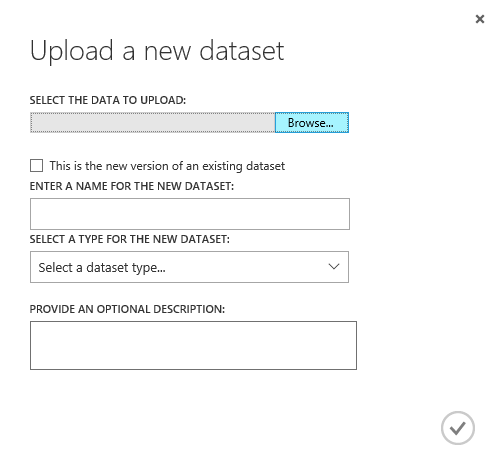 Upload a new dataset
SELECT THE DATA TO UPLOAD:
Browse...
This is the new version of an existing dataset
ENTER A NAME FOR THE NEW DATASET:
SELECT A TYPE FOR THE NEW DATASET:
Select a dataset type...
PROVIDE AN OPTIONAL DESCRIPTION: